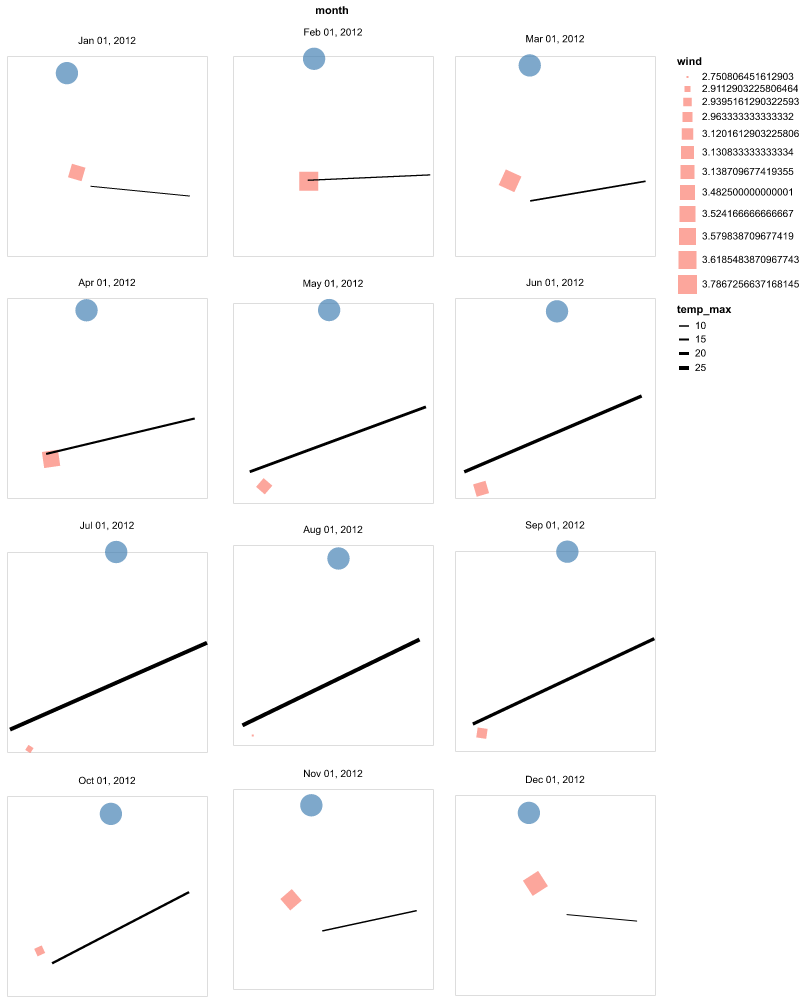 month
Jan 01, 2012
Feb 01, 2012
Mar 01, 2012
Apr 01, 2012
May 01, 2012
Jun 01, 2012
Jul 01, 2012
Aug 01, 2012
Sep 01, 2012
Oct 01, 2012
Nov 01, 2012
Dec 01, 2012
wind
2.750806451612903
2.9112903225806464
2.9395161290322593
2.963333333333332
3.1201612903225806
3.130833333333334
3.138709677419355
3.482500000000001
3.524166666666667
3.579838709677419
3.6185483870967743
3.7867256637168145
temp_max
10
15
20
25